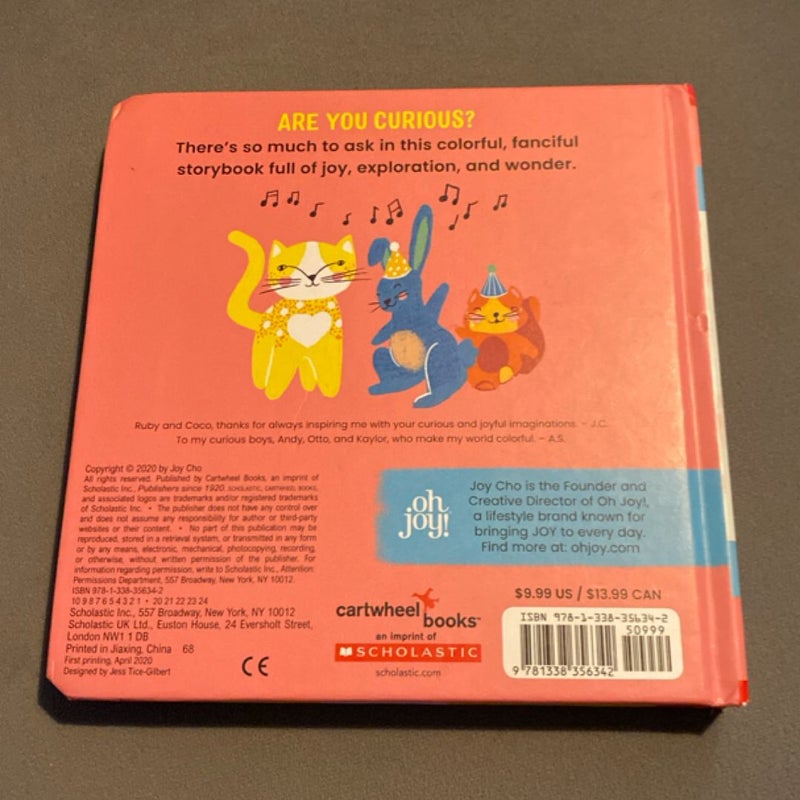 ARE YOU CURIOUS?
There's so much to ask in this colorful, fanciful
storybook full of joy, exploration, and wonder.
Ruby and Coco, thanks for always inspiring me with your curious and joyful imaginations. – J.C.
To my curious boys, Andy, Otto, and Kaylor, who make my world colorful. – A.S.
Copyright © 2020 by Joy Cho
All rights reserved. Published by Cartwheel Books, an imprint of
Scholastic Inc., Publishers since 1920. SCHOLASTIC, CARTWHEEL BOOKS,
and associated logos are trademarks and/or registered trademarks
of Scholastic Inc. • The publisher does not have any control over
and does not assume any responsibility for author or third-party
websites or their content. • No part of this publication may be
reproduced, stored in a retrieval system, or transmitted in any form
or by any means, electronic, mechanical, photocopying, recording,
or otherwise, without written permission of the publisher. For
information regarding permission, write to Scholastic Inc., Attention:
Permissions Department, 557 Broadway, New York, NY 10012.
ISBN 978-1-338-35634-2
10 9 8 7 6 5 4 3 2 1 • 20 21 22 23 24
Scholastic Inc., 557 Broadway, New York, NY 10012
Scholastic UK Ltd., Euston House, 24 Eversholt Street,
London NW1 1 DB
Printed in Jiaxing, China 68
First printing, April 2020
Designed by Jess Tice-Gilbert
CE
oh
joy!
Joy Cho is the Founder and
Creative Director of Oh Joy!,
a lifestyle brand known for
bringing JOY to every day.
Find more at: ohjoy.com
cartwheel books™
an imprint of
SCHOLASTIC
scholastic.com
$9.99 US / $13.99 CAN
ISBN 978-1-338-35634-2
50999
9 781338 356342